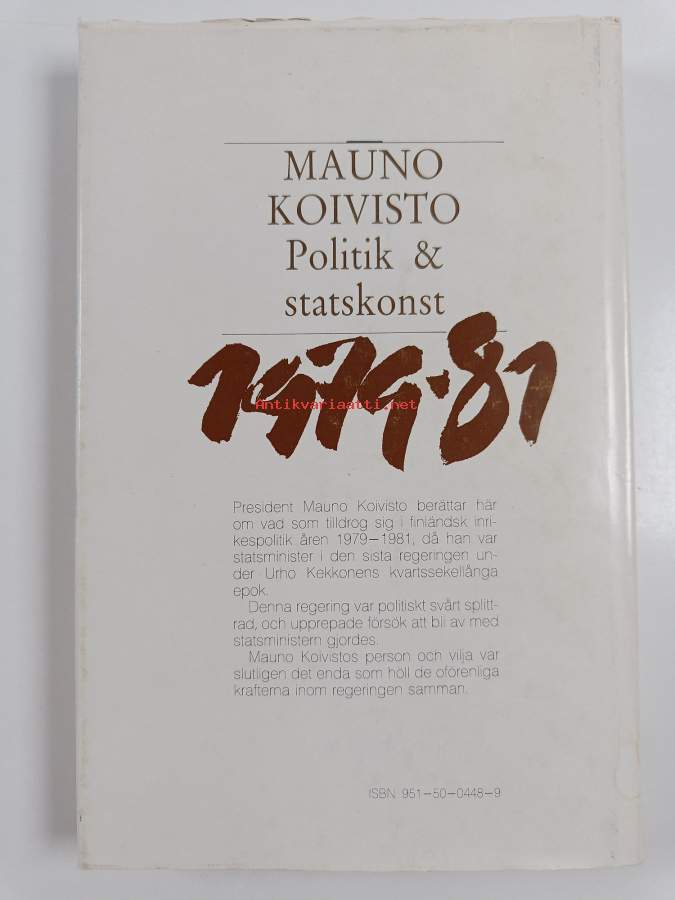 MAUNO
KOIVISTO
Politik &
statskonst
1979-81
Antikvariaatti.net
President Mauno Koivisto berättar här
om vad som tilldrog sig i finländsk inri-
kespolitik åren 1979–1981, då han var
statsminister i den sista regeringen un-
der Urho Kekkonens kvartssekellånga
epok.
Denna regering var politiskt svårt splitt-
rad, och upprepade försök att bli av med
statsministern gjordes.
Mauno Koivistos person och vilja var
slutligen det enda som höll de oförenliga
krafterna inom regeringen samman.
ISBN 951–50–0448–9